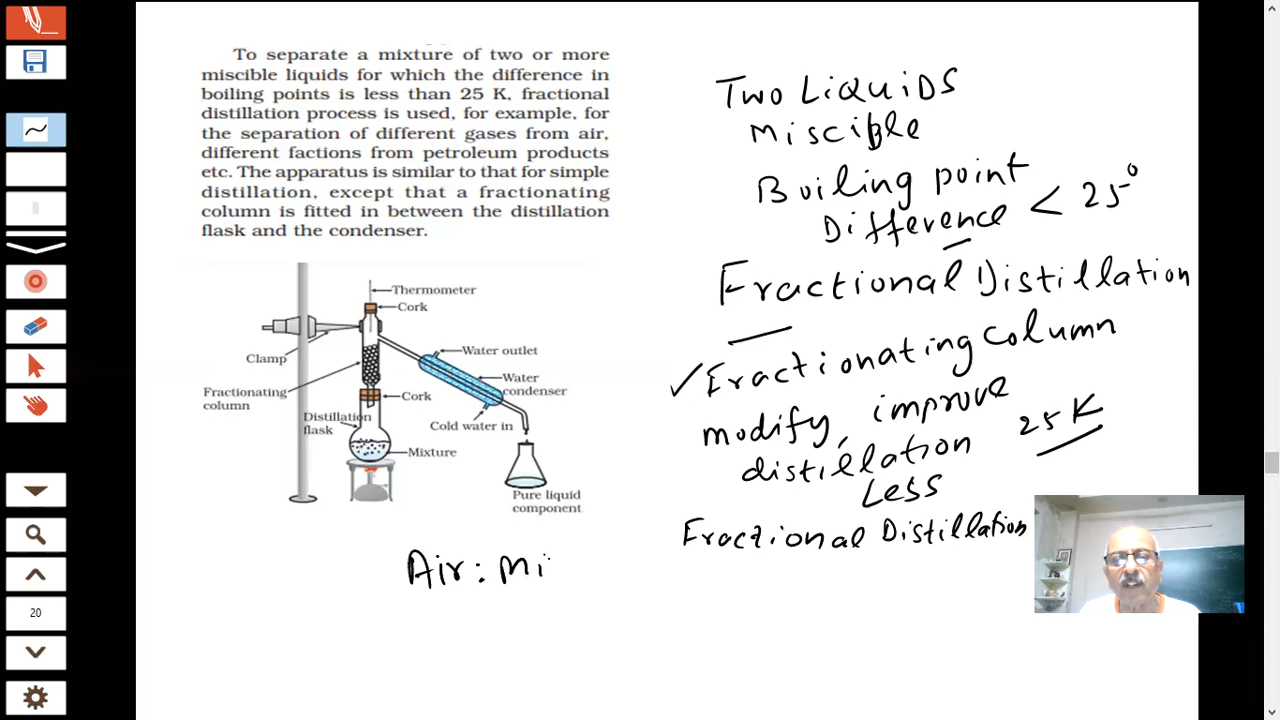 To separate a mixture of two or more
miscible liquids for which the difference in
boiling points is less than 25 K, fractional
distillation process is used, for example, for
the separation of different gases from air,
different factions from petroleum products
etc. The apparatus is similar to that for simple
distillation, except that a fractionating
column is fitted in between the distillation
flask and the condenser.
Thermometer
Cork
Clamp
Water outlet
Water
condenser
Fractionating
column
Cork
Distillation
flask
Cold water in
Mixture
Pure liquid
component
Air: Mi
Two Liquids
Miscible
Boiling point
Difference < 25°
Fractional Distillation
✓ Fractionating column
modify, improve
distillation 25 K
Less
Fractional Distillation
20